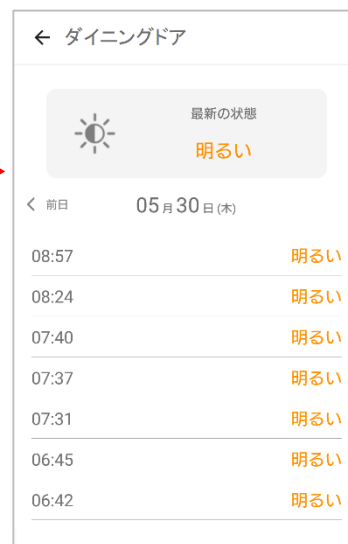 ← ダイニングドア
最新の状態
明るい
前日 05月30日(木)
08:57 明るい
08:24 明るい
07:40 明るい
07:37 明るい
07:31 明るい
06:45 明るい
06:42 明るい